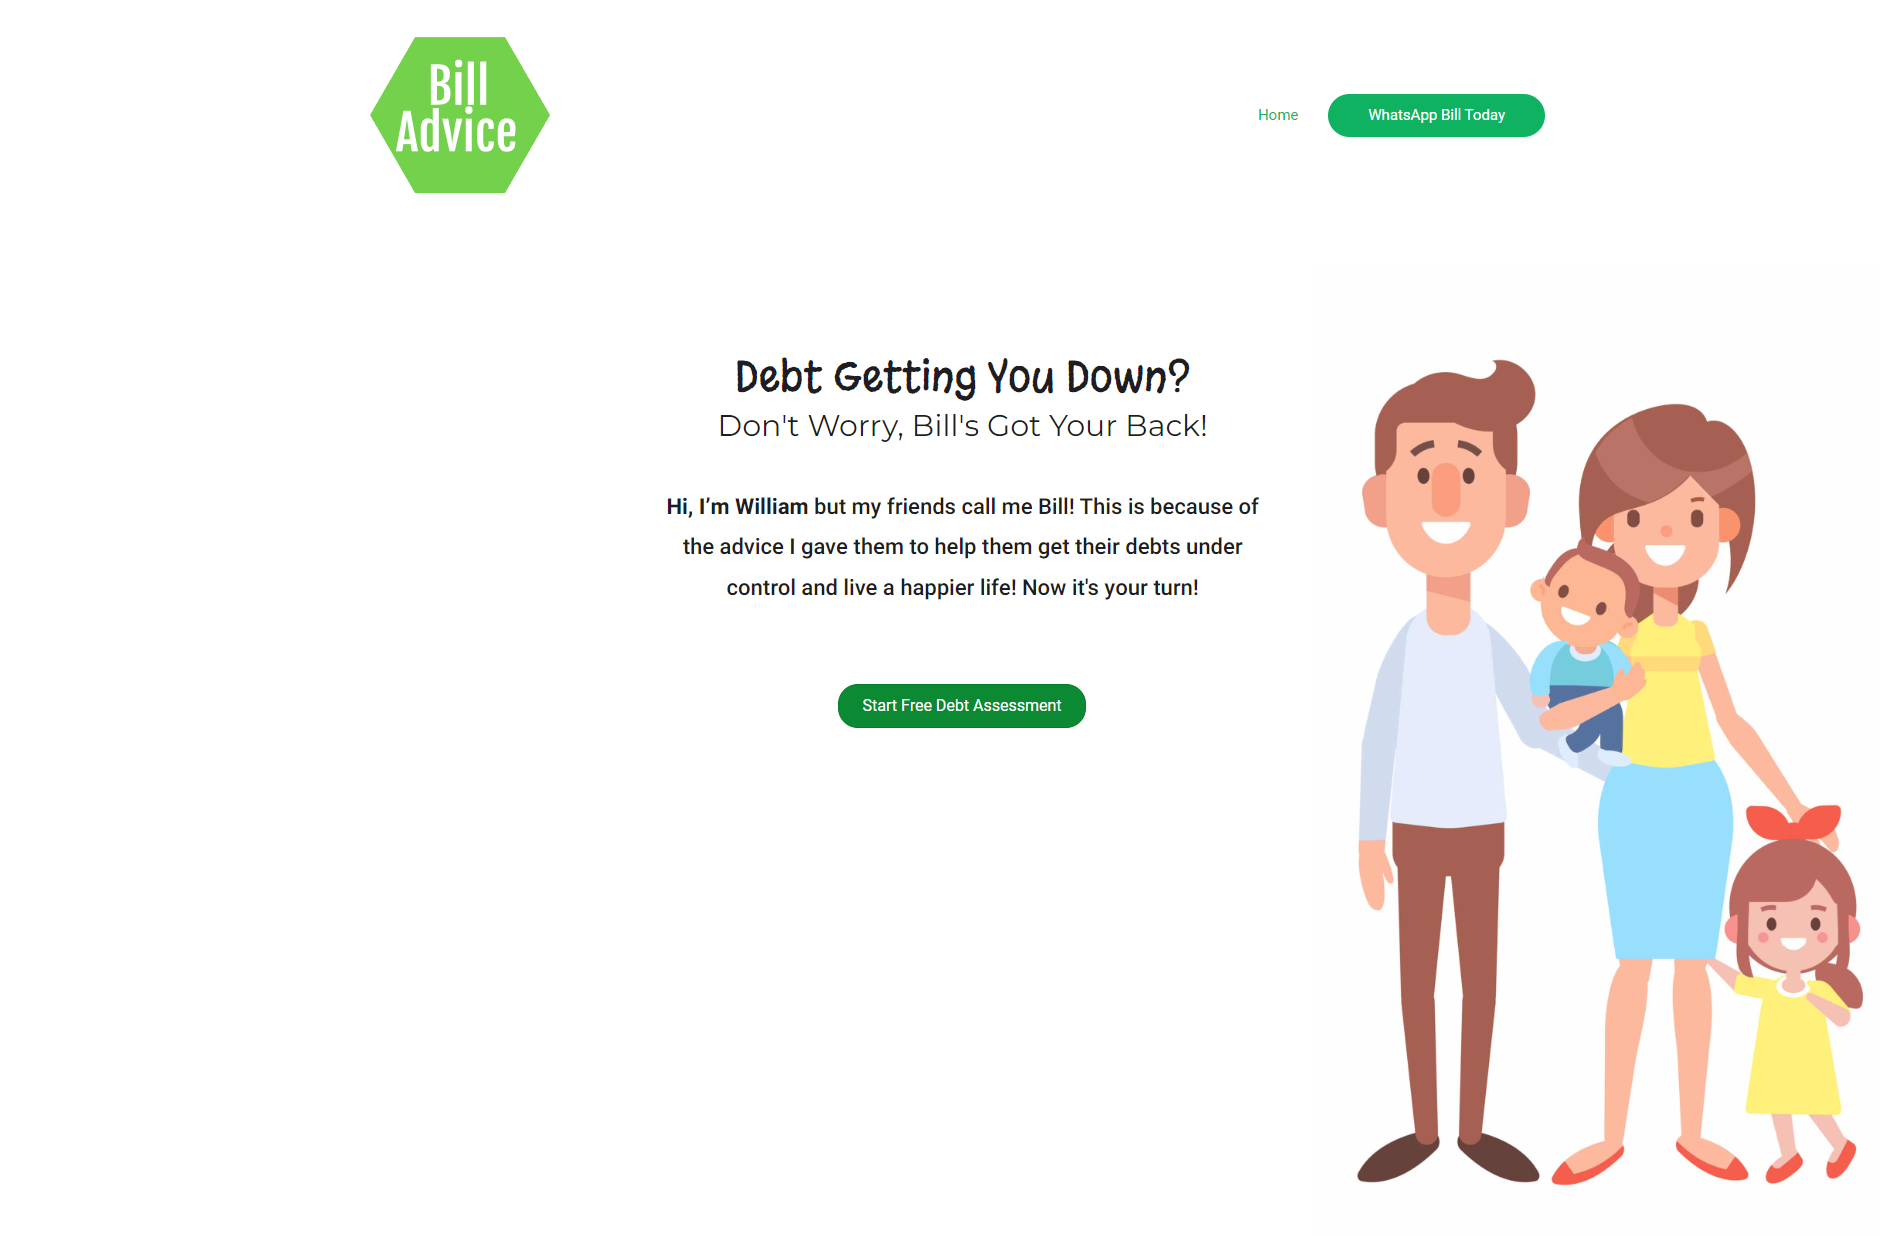 Bill
Advice
Home
WhatsApp Bill Today
Debt Getting You Down?
Don't Worry, Bill's Got Your Back!
Hi, I’m William but my friends call me Bill! This is because of
the advice I gave them to help them get their debts under
control and live a happier life! Now it's your turn!
Start Free Debt Assessment